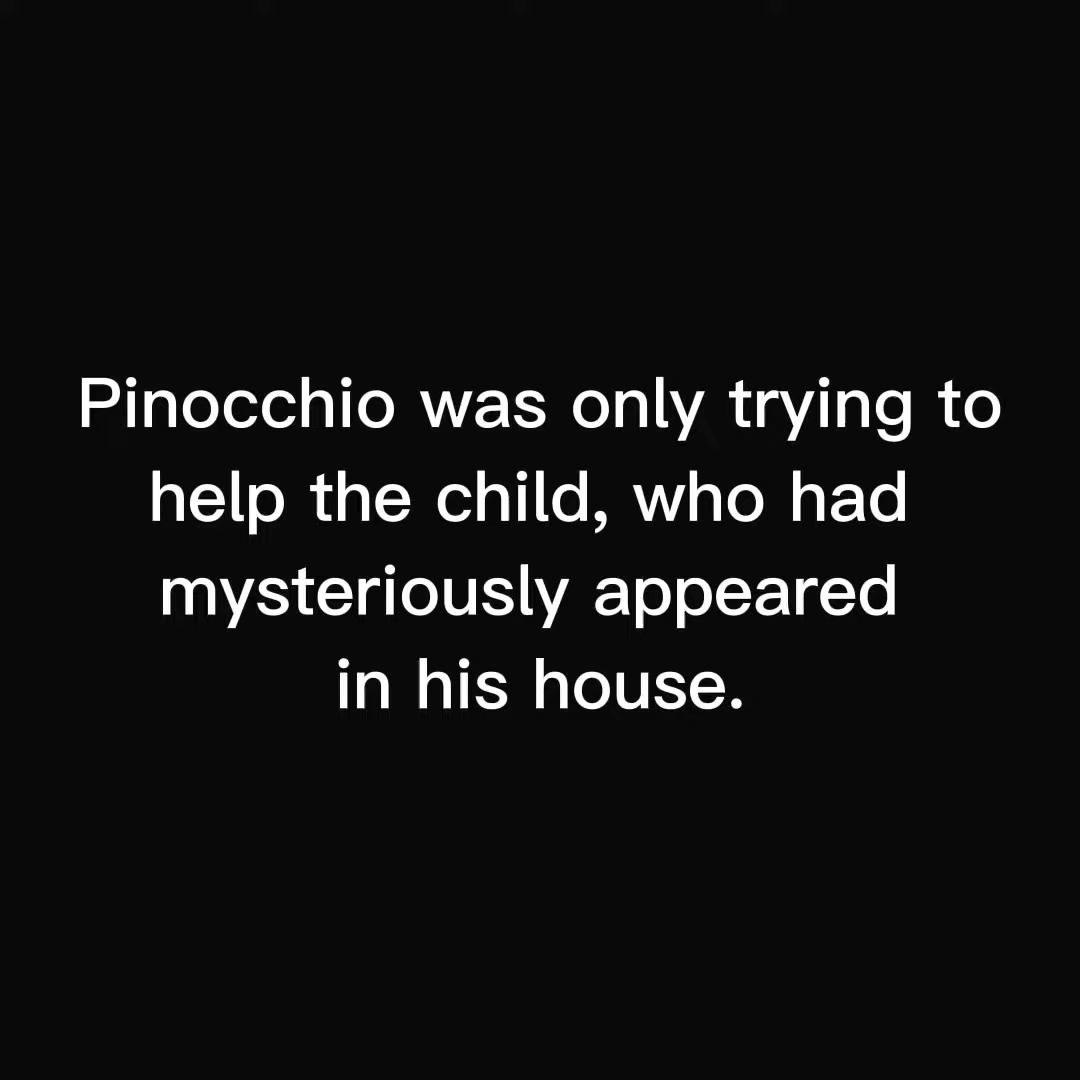 Pinocchio was only trying to
help the child, who had
mysteriously appeared
in his house.